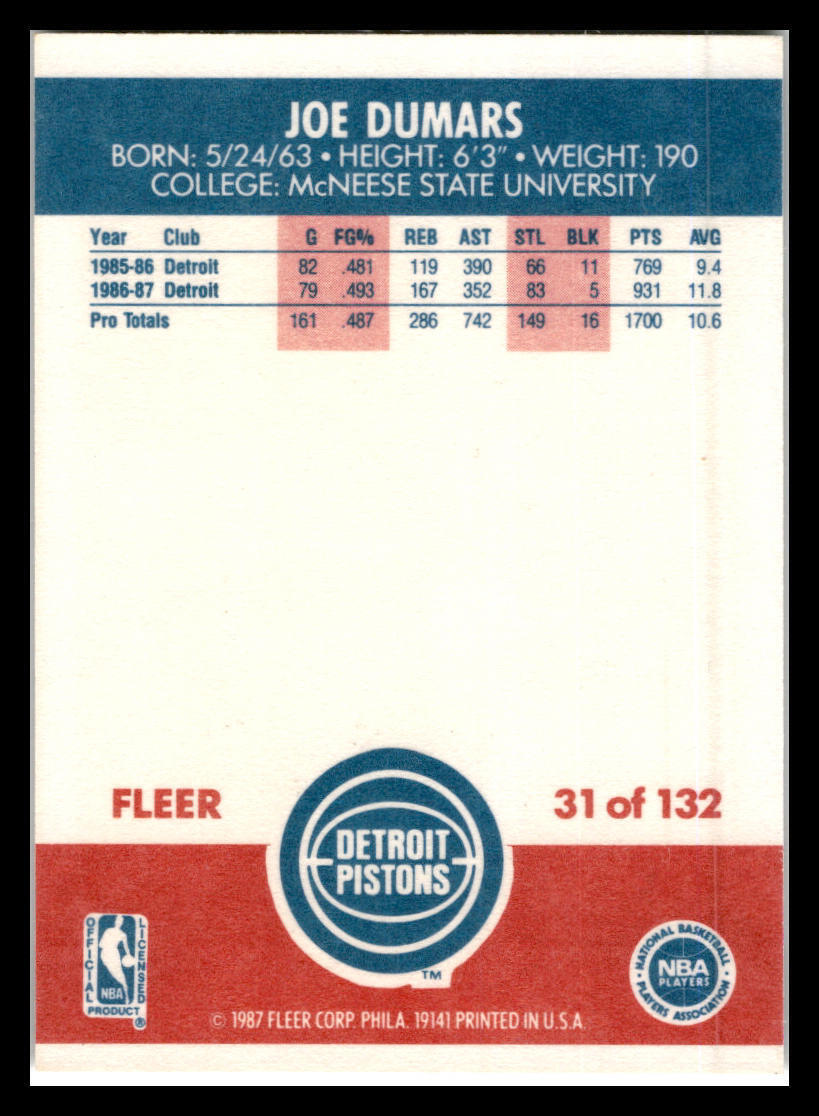 JOE DUMARS
BORN: 5/24/63 • HEIGHT: 6'3" • WEIGHT: 190
COLLEGE: McNEESE STATE UNIVERSITY
Year Club G FG% REB AST STL BLK PTS AVG
1985-86 Detroit 82 .481 119 390 66 11 769 9.4
1986-87 Detroit 79 .493 167 352 83 5 931 11.8
Pro Totals 161 .487 286 742 149 16 1700 10.6
FLEER
31 of 132
DETROIT
PISTONS
TM
OFFICIAL
LICENSED
NBA
PRODUCT
®
NATIONAL BASKETBALL
NBA
PLAYERS
PLAYERS ASSOCIATION
© 1987 FLEER CORP. PHILA. 19141 PRINTED IN U.S.A.